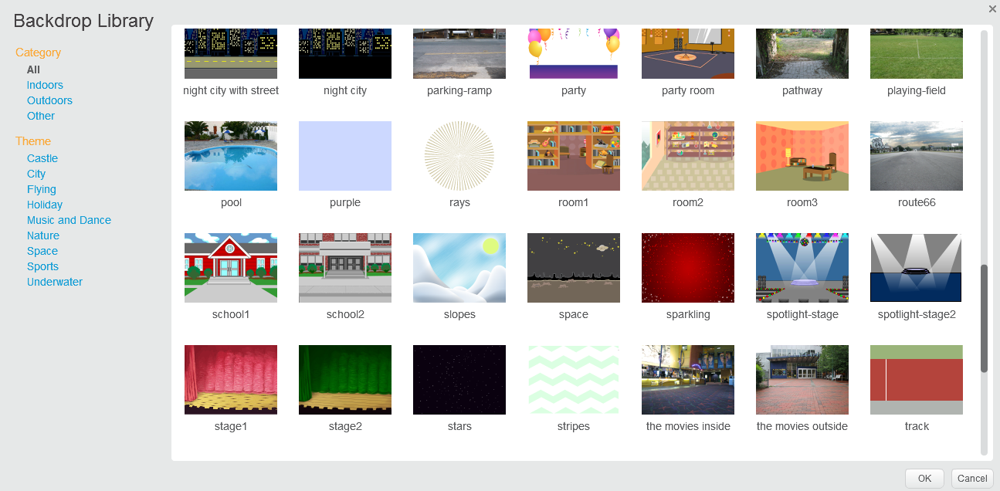 Backdrop Library
Category
All
Indoors
Outdoors
Other
Theme
Castle
City
Flying
Holiday
Music and Dance
Nature
Space
Sports
Underwater
night city with street night city parking-ramp party party room pathway playing-field
pool purple rays room1 room2 room3 route66
school1 school2 slopes space sparkling spotlight-stage spotlight-stage2
stage1 stage2 stars stripes the movies inside the movies outside track
OK Cancel